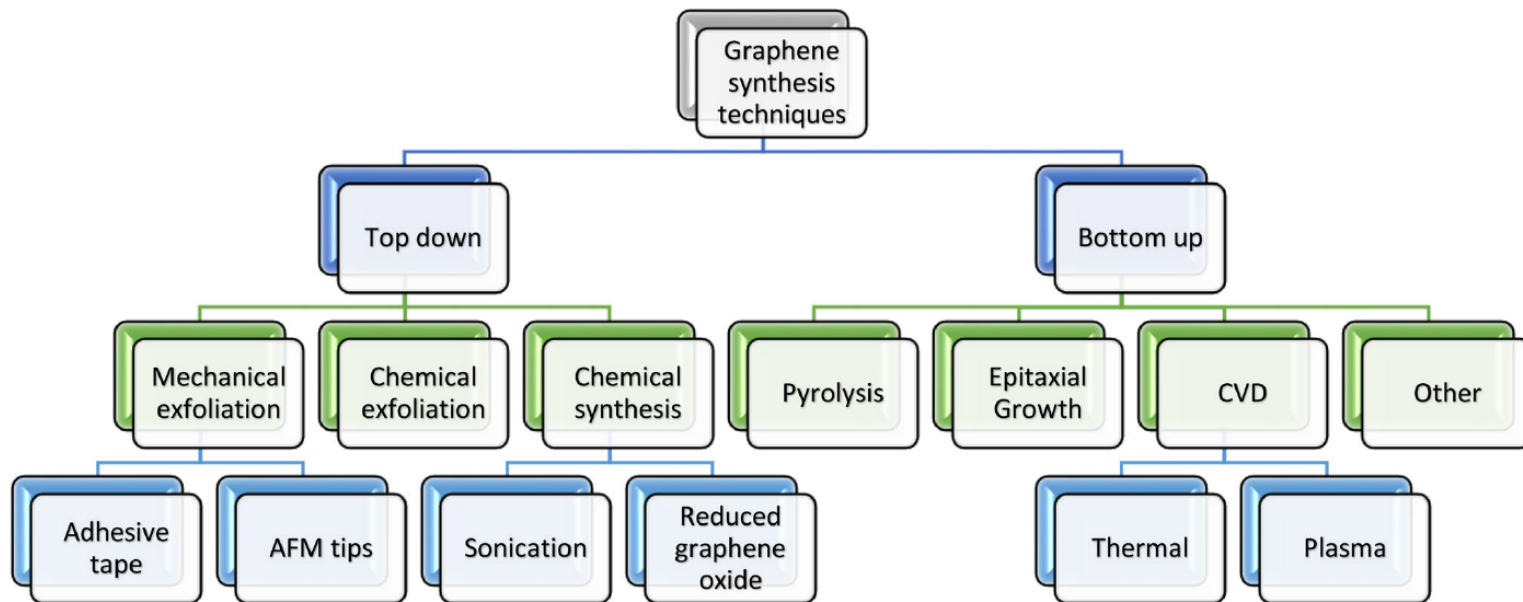 Graphene
synthesis
techniques
Top down
Bottom up
Mechanical
exfoliation
Chemical
exfoliation
Chemical
synthesis
Pyrolysis
Epitaxial
Growth
CVD
Other
Adhesive
tape
AFM tips
Sonication
Reduced
graphene
oxide
Thermal
Plasma